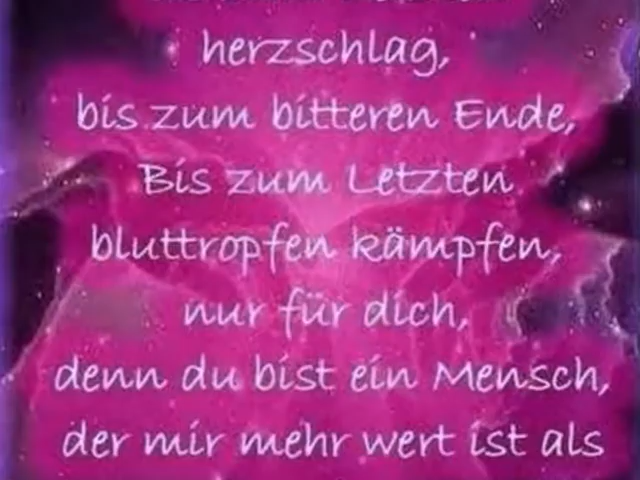 herzschlag,
bis zum bitteren Ende,
Bis zum Letzten
bluttropfen kämpfen,
nur für dich,
denn du bist ein Mensch,
der mir mehr wert ist als